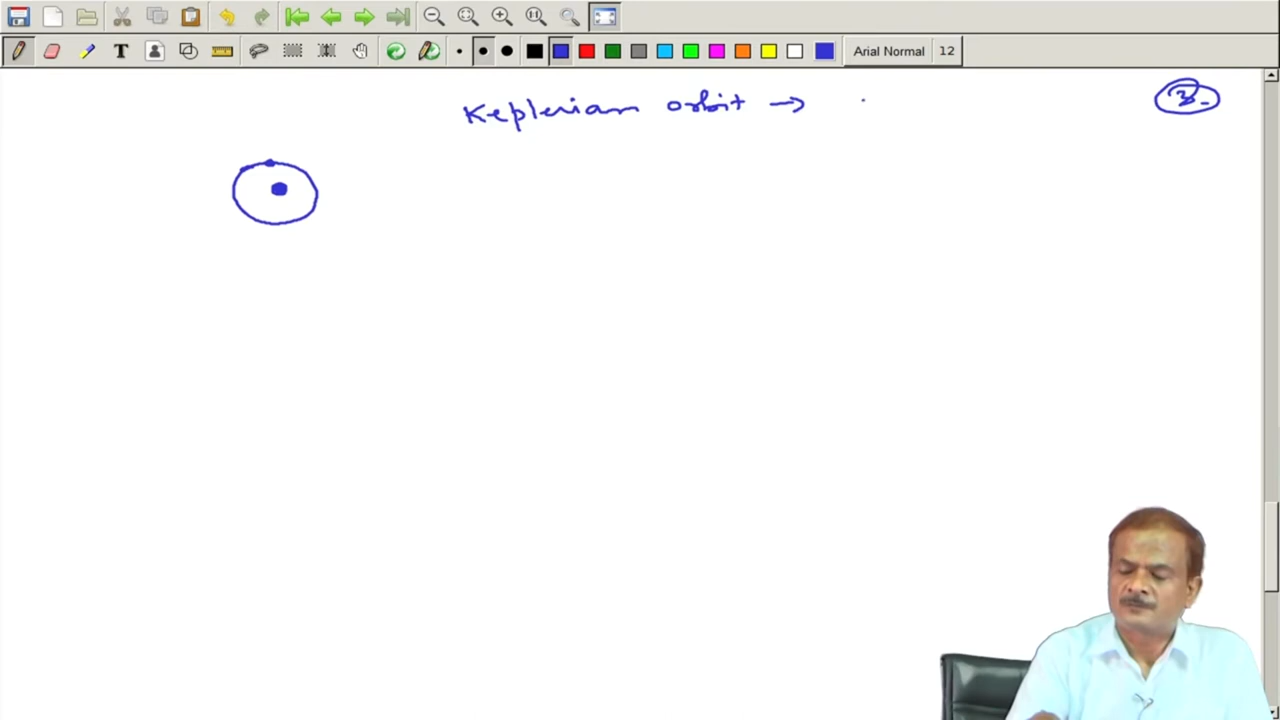 Arial Normal 12
Keplerian orbit →
3.